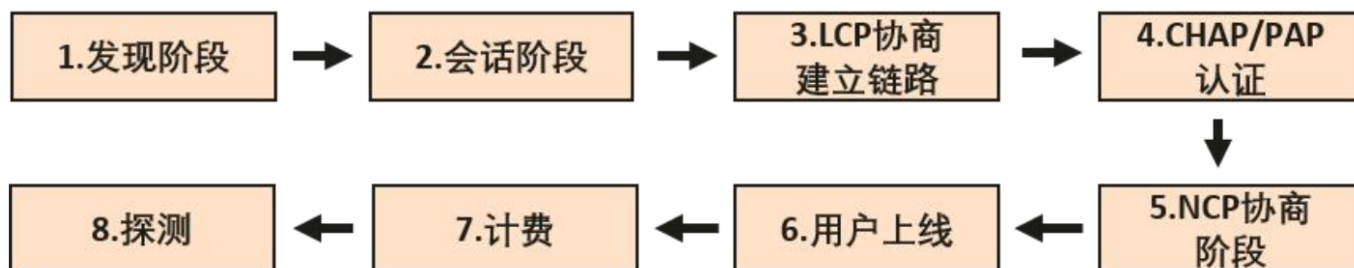 1.发现阶段
2.会话阶段
3.LCP协商
建立链路
4.CHAP/PAP
认证
5.NCP协商
阶段
6.用户上线
7.计费
8.探测